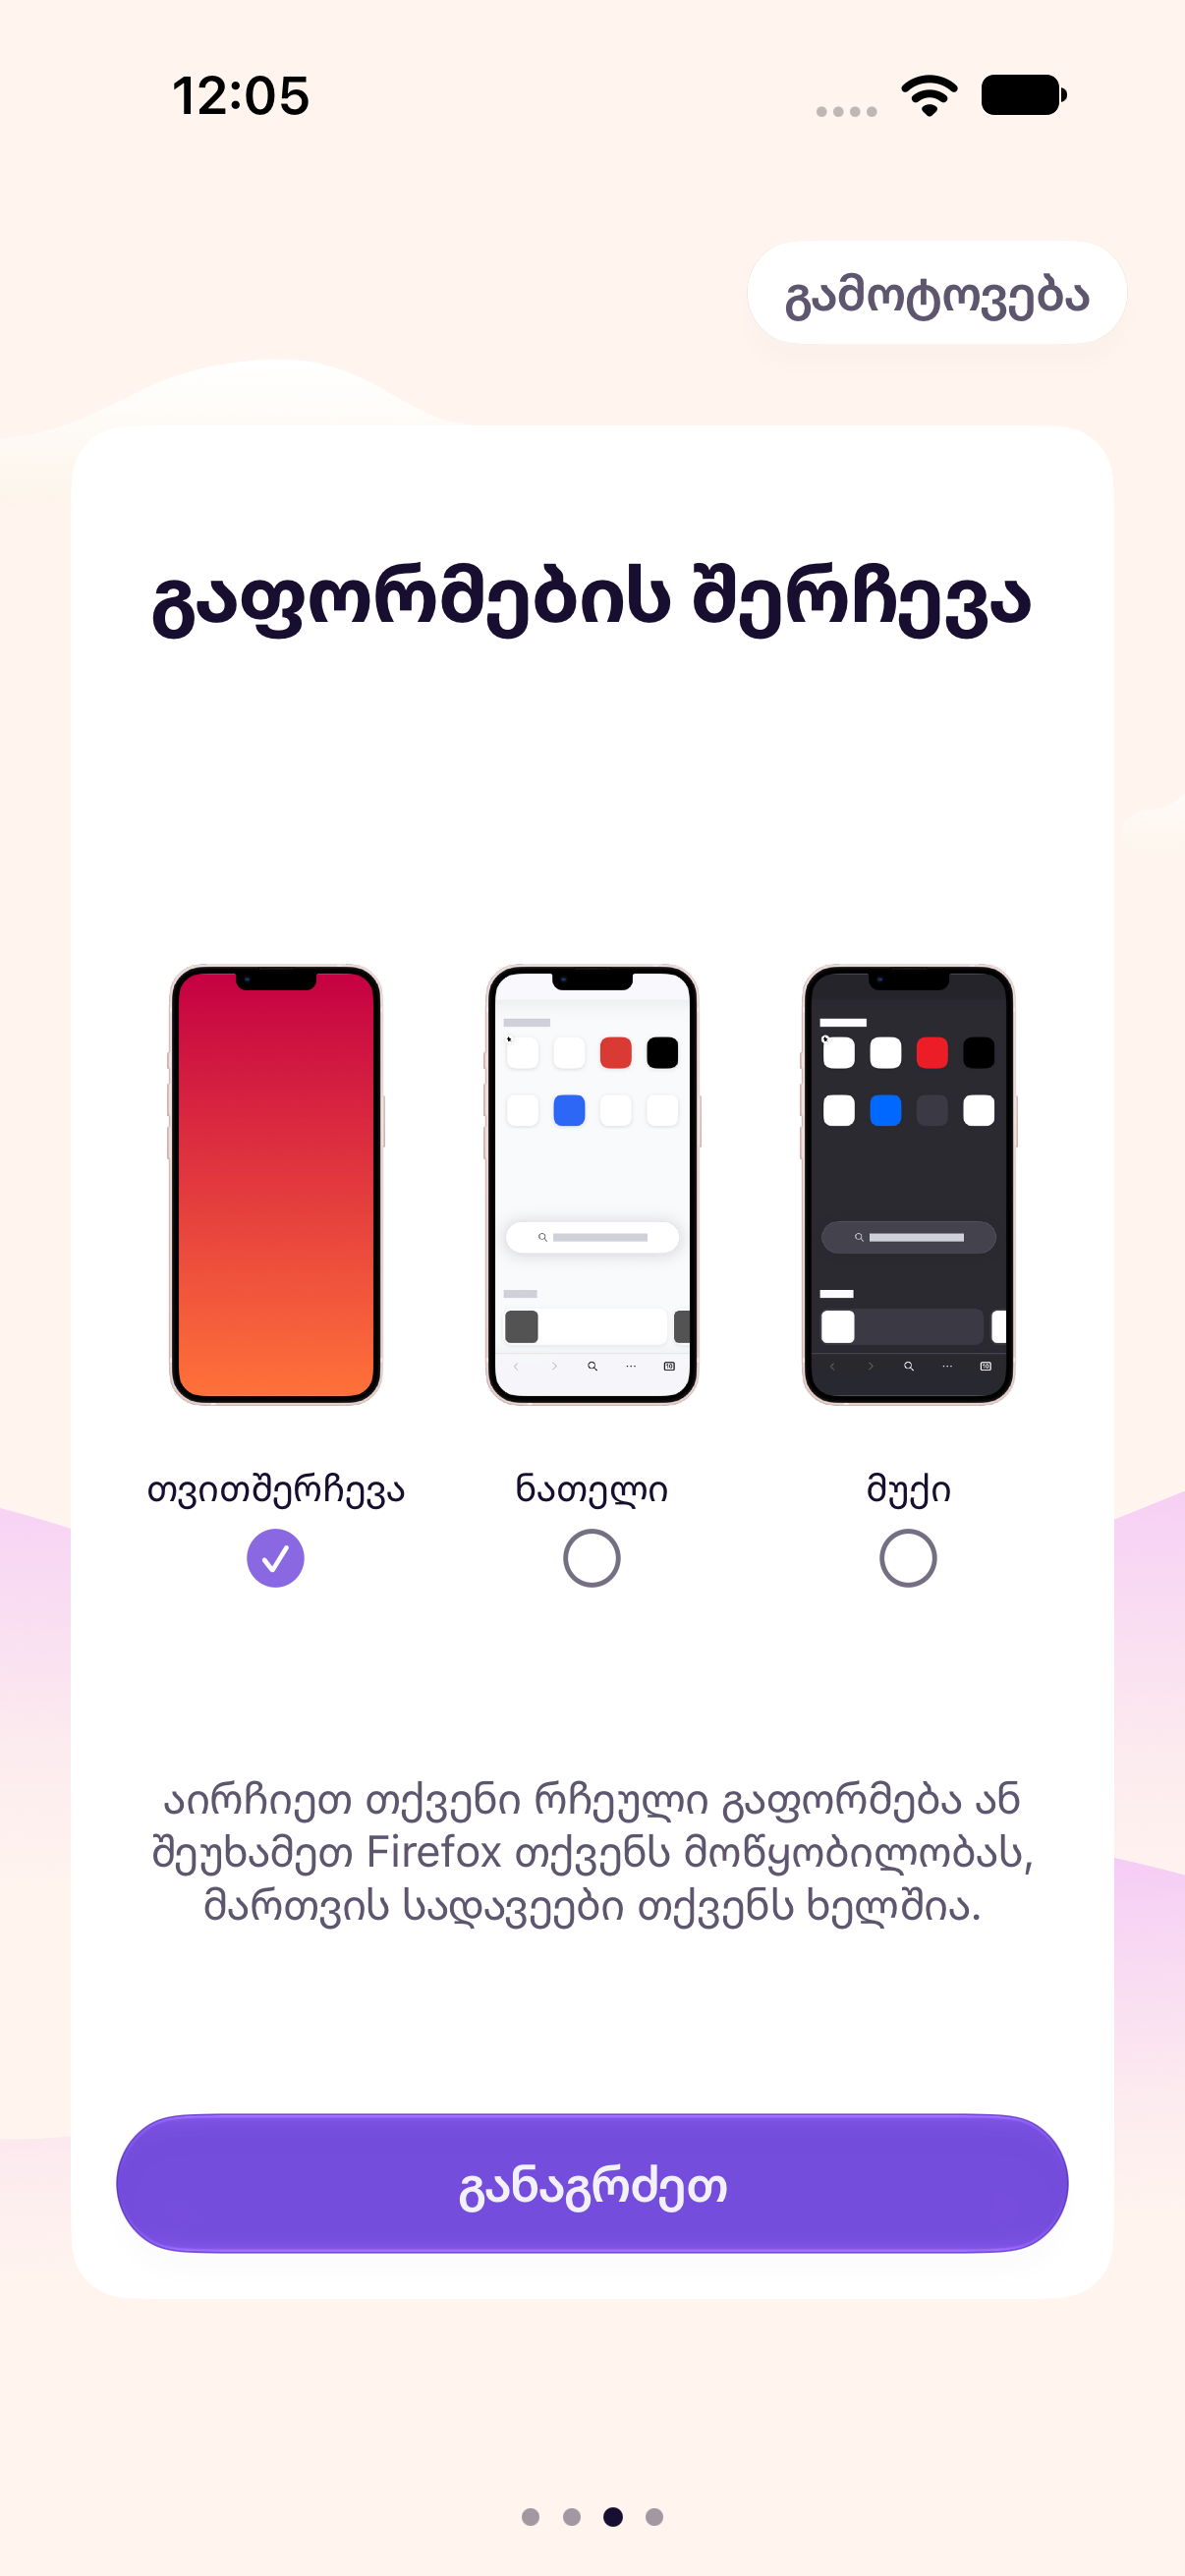 12:05
გამოტოვება
გაფორმების შერჩევა
თვითშერჩევა
ნათელი
მუქი
აირჩიეთ თქვენი რჩეული გაფორმება ან
შეუხამეთ Firefox თქვენს მოწყობილობას,
მართვის სადავეები თქვენს ხელშია.
განაგრძეთ